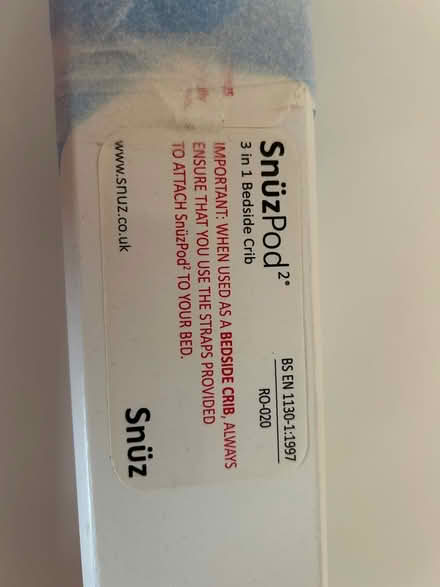 SnüzPod²°
3 in 1 Bedside Crib
BS EN 1130-1:1997
RO-020
IMPORTANT: WHEN USED AS A BEDSIDE CRIB, ALWAYS
ENSURE THAT YOU USE THE STRAPS PROVIDED
TO ATTACH SnüzPod² TO YOUR BED.
www.snuz.co.uk
Snüz